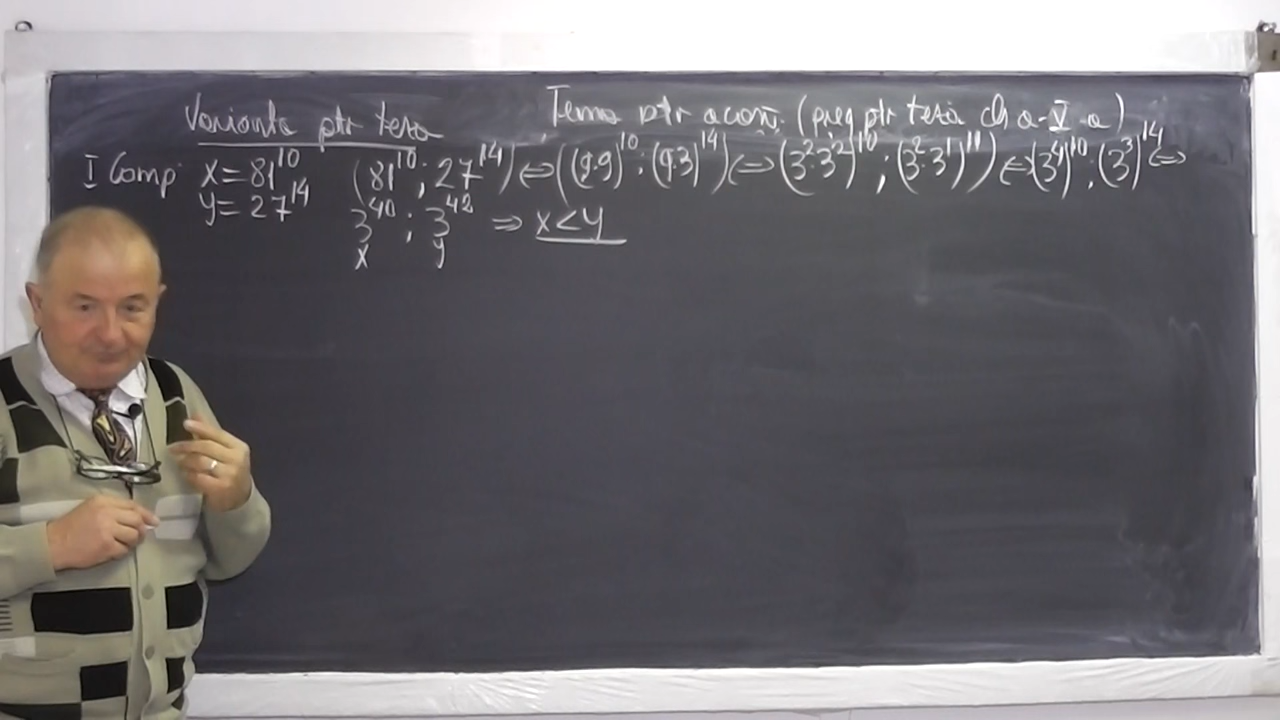 Varianta ptr teză
Tema ptr acasă (preg ptr teză cls a-V-a)
I Comp x=81^10 (81^10 ; 27^14) ⇔ ((9·9)^10 ; (9·3)^14) ⇔ (3^2·3^2)^10 ; (3^2·3^1)^14) ⇔ (3^4)^10 ; (3^3)^14 ⇔
y=27^14 3^40 ; 3^42 ⇒ x<y
x y